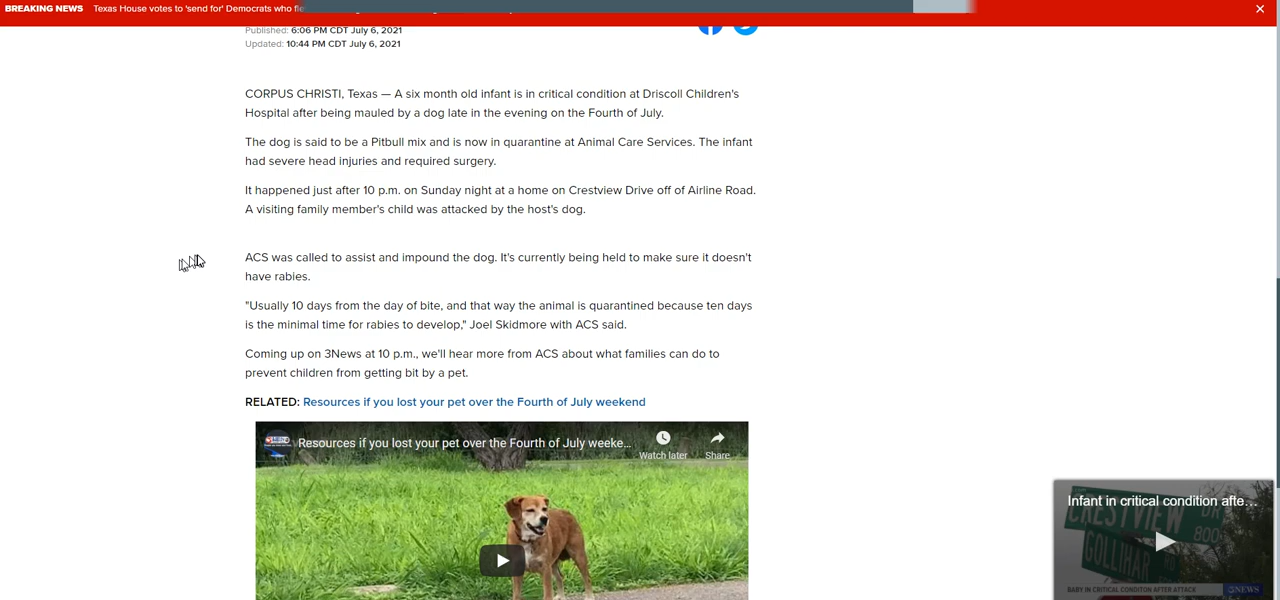 BREAKING NEWS Texas House votes to 'send for' Democrats who
Published: 6:06 PM CDT July 6, 2021
Updated: 10:44 PM CDT July 6, 2021
CORPUS CHRISTI, Texas — A six month old infant is in critical condition at Driscoll Children's
Hospital after being mauled by a dog late in the evening on the Fourth of July.
The dog is said to be a Pitbull mix and is now in quarantine at Animal Care Services. The infant
had severe head injuries and required surgery.
It happened just after 10 p.m. on Sunday night at a home on Crestview Drive off of Airline Road.
A visiting family member's child was attacked by the host's dog.
ACS was called to assist and impound the dog. It's currently being held to make sure it doesn't
have rabies.
"Usually 10 days from the day of bite, and that way the animal is quarantined because ten days
is the minimal time for rabies to develop," Joel Skidmore with ACS said.
Coming up on 3News at 10 p.m., we'll hear more from ACS about what families can do to
prevent children from getting bit by a pet.
RELATED: Resources if you lost your pet over the Fourth of July weekend
Resources if you lost your pet over the Fourth of July weeke...
Watch later
Share
Infant in critical condition afte...
CRESTVIEW DR
800
GOLLIHAR RD
BABY IN CRITICAL CONDITON AFTER ATTACK
3NEWS